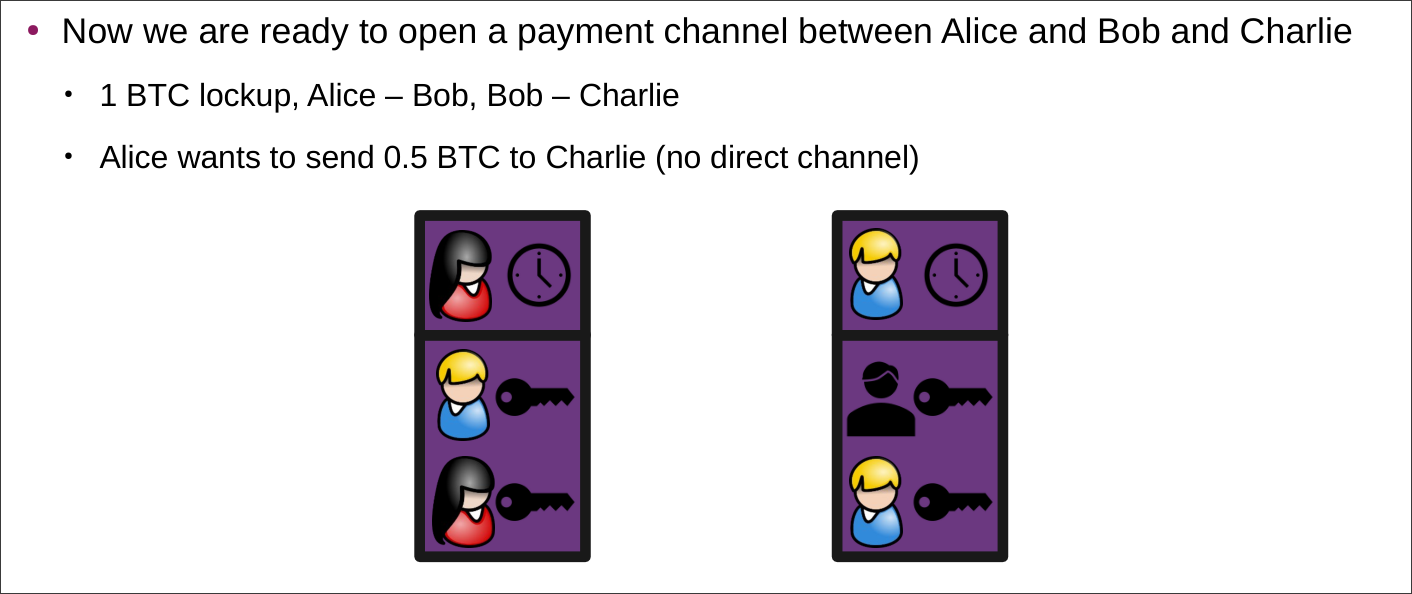 • Now we are ready to open a payment channel between Alice and Bob and Charlie
• 1 BTC lockup, Alice – Bob, Bob – Charlie
• Alice wants to send 0.5 BTC to Charlie (no direct channel)